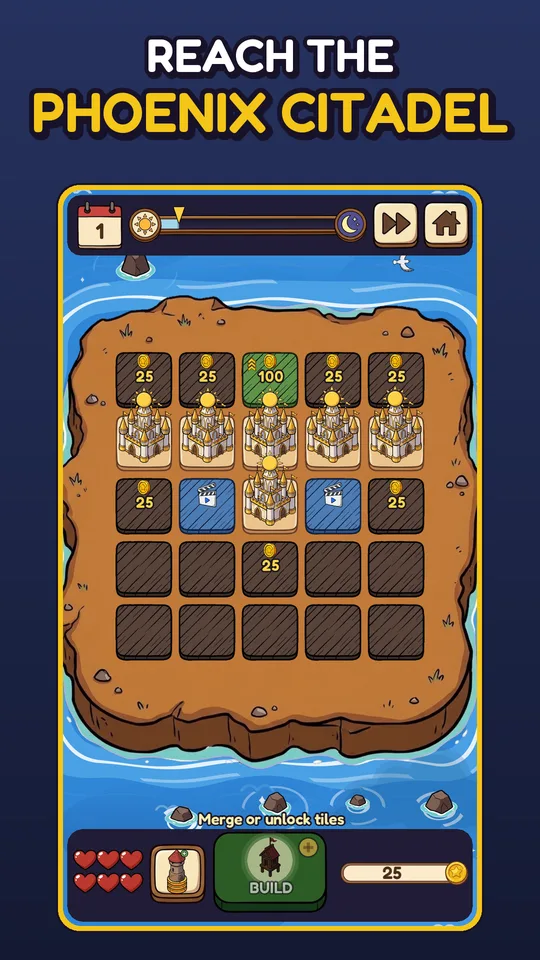 REACH THE
PHOENIX CITADEL
1
25 25 100 25 25
25 25
25
Merge or unlock tiles
BUILD
25